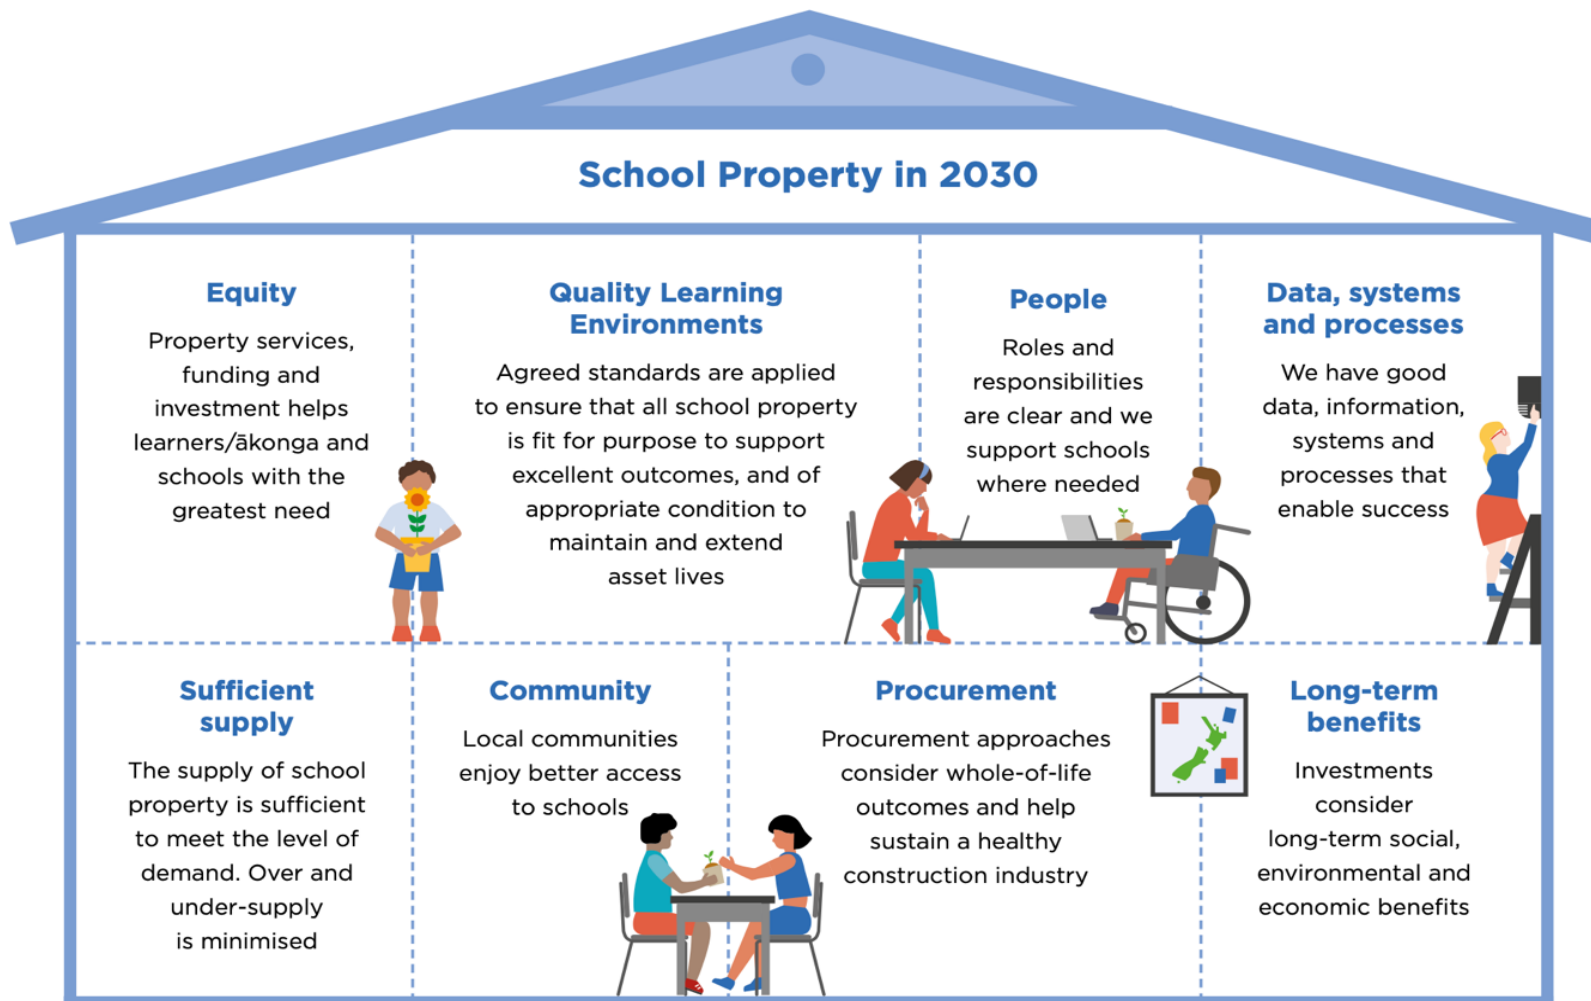 School Property in 2030
Equity
Property services,
funding and
investment helps
learners/ākonga and
schools with the
greatest need
Quality Learning
Environments
Agreed standards are applied
to ensure that all school property
is fit for purpose to support
excellent outcomes, and of
appropriate condition to
maintain and extend
asset lives
People
Roles and
responsibilities
are clear and we
support schools
where needed
Data, systems
and processes
We have good
data, information,
systems and
processes that
enable success
Sufficient
supply
The supply of school
property is sufficient
to meet the level of
demand. Over and
under-supply
is minimised
Community
Local communities
enjoy better access
to schools
Procurement
Procurement approaches
consider whole-of-life
outcomes and help
sustain a healthy
construction industry
Long-term
benefits
Investments
consider
long-term social,
environmental and
economic benefits